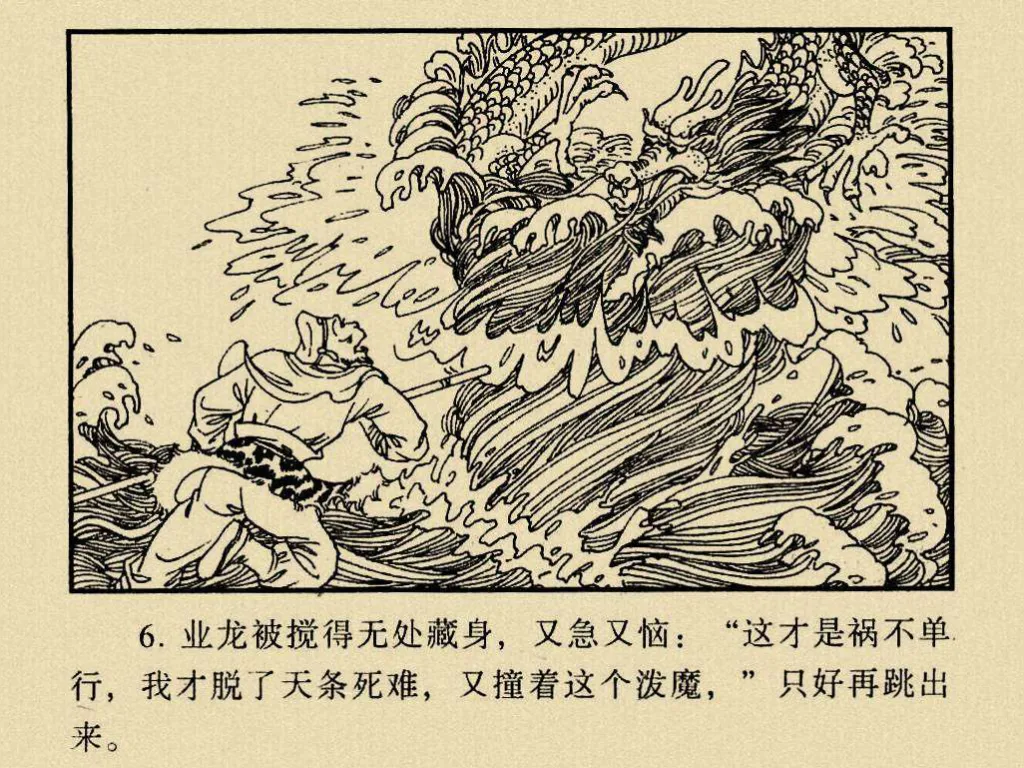 6. 业龙被搅得无处藏身，又急又恼：“这才是祸不单
行，我才脱了天条死难，又撞着这个泼魔，”只好再跳出
来。